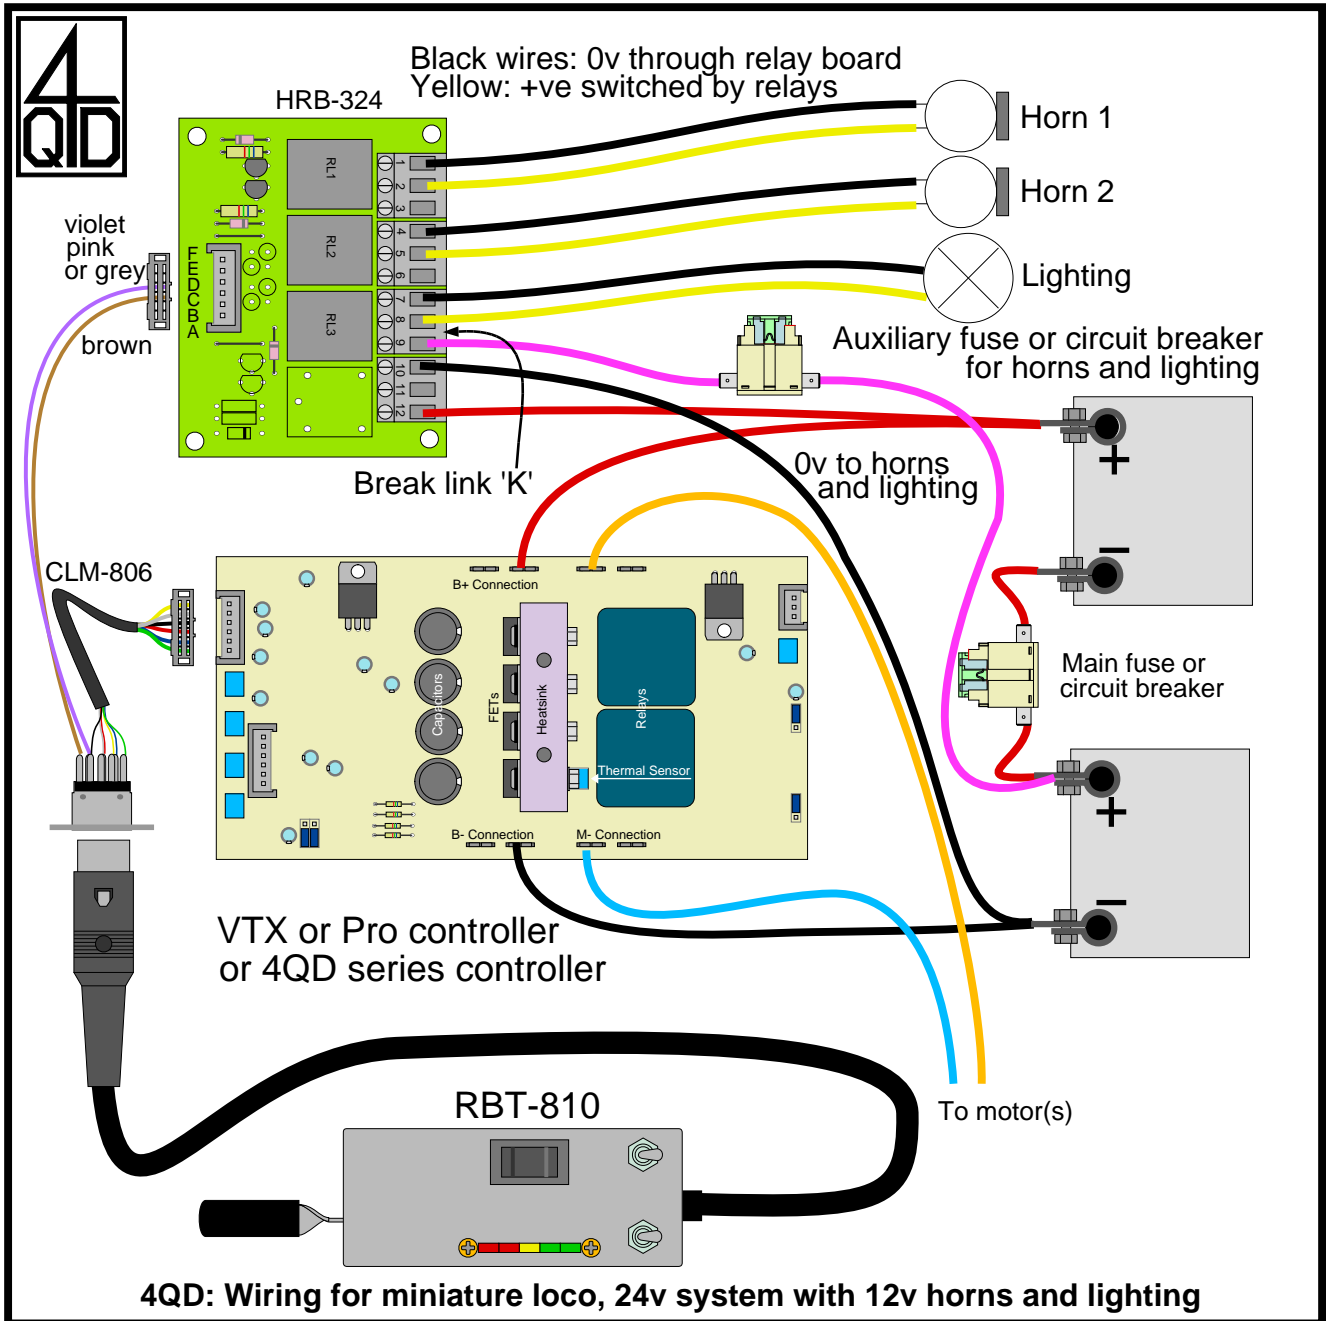 4
QD
Black wires: 0v through relay board
Yellow: +ve switched by relays
HRB-324
Horn 1
Horn 2
Lighting
RL1
RL2
RL3
1
2
3
4
5
6
7
8
9
10
11
12
violet
pink
or grey
brown
F
E
D
C
B
A
Auxiliary fuse or circuit breaker
for horns and lighting
Break link 'K'
0v to horns
and lighting
+
−
CLM-806
B+ Connection
Capacitors
FETs
Heatsink
Relays
Thermal Sensor
B- Connection
M- Connection
Main fuse or
circuit breaker
+
−
VTX or Pro controller
or 4QD series controller
RBT-810
To motor(s)
4QD: Wiring for miniature loco, 24v system with 12v horns and lighting